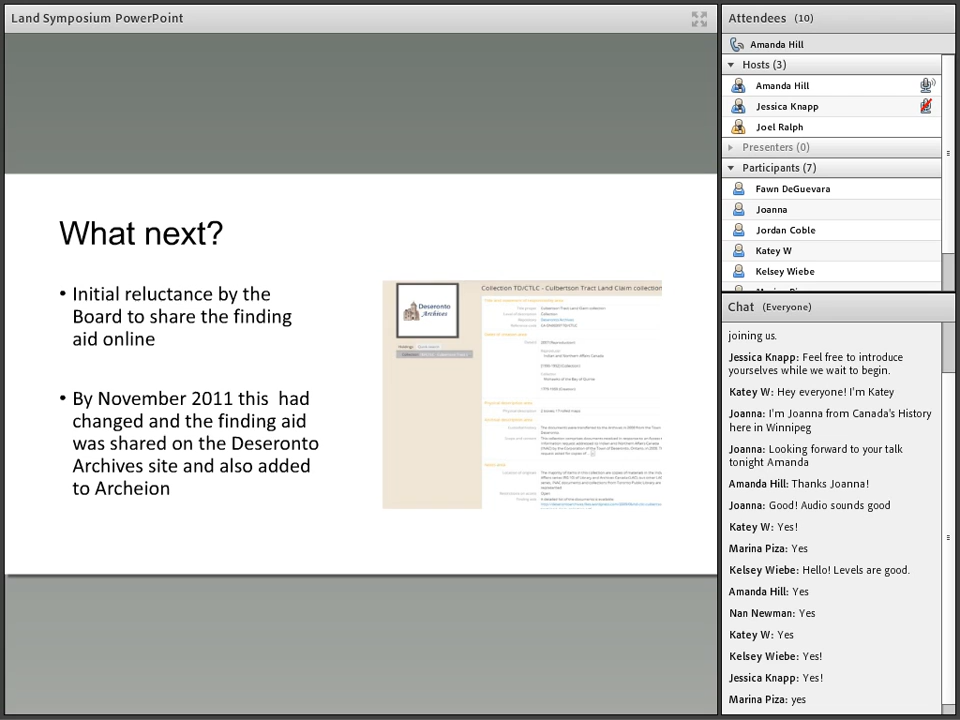 Land Symposium PowerPoint
What next?
• Initial reluctance by the
Board to share the finding
aid online
• By November 2011 this had
changed and the finding aid
was shared on the Deseronto
Archives site and also added
to Archeion
Deseronto
Archives
Collection TD/CTLC - Culbertson Tract Land Claim collection
Attendees (10)
Amanda Hill
Hosts (3)
Amanda Hill
Jessica Knapp
Joel Ralph
Presenters (0)
Participants (7)
Fawn DeGuevara
Joanna
Jordan Coble
Katey W
Kelsey Wiebe
Chat (Everyone)
joining us.
Jessica Knapp: Feel free to introduce
yourselves while we wait to begin.
Katey W: Hey everyone! I'm Katey
Joanna: I'm Joanna from Canada's History
here in Winnipeg
Joanna: Looking forward to your talk
tonight Amanda
Amanda Hill: Thanks Joanna!
Joanna: Good! Audio sounds good
Katey W: Yes!
Marina Piza: Yes
Kelsey Wiebe: Hello! Levels are good.
Amanda Hill: Yes
Nan Newman: Yes
Katey W: Yes
Kelsey Wiebe: Yes!
Jessica Knapp: Yes!
Marina Piza: yes